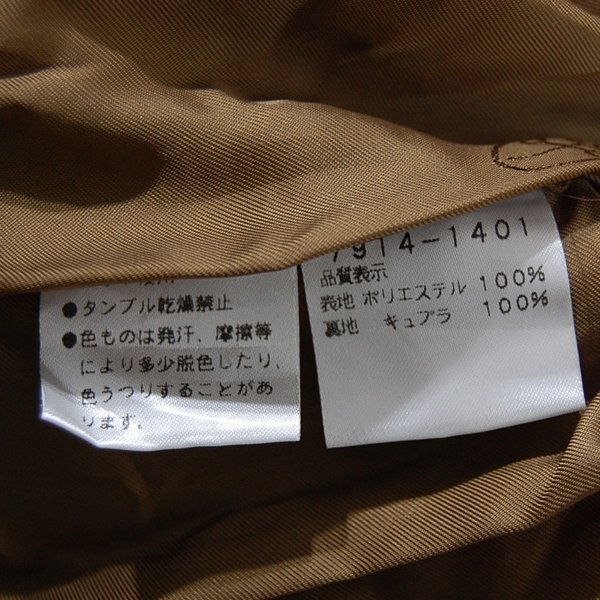 ●タンブル乾燥禁止
●色ものは発汗、摩擦等
により多少脱色したり、
色うつりすることがあ
ります。
7914-1401
品質表示
表地 ポリエステル 100%
裏地 キュプラ 100%